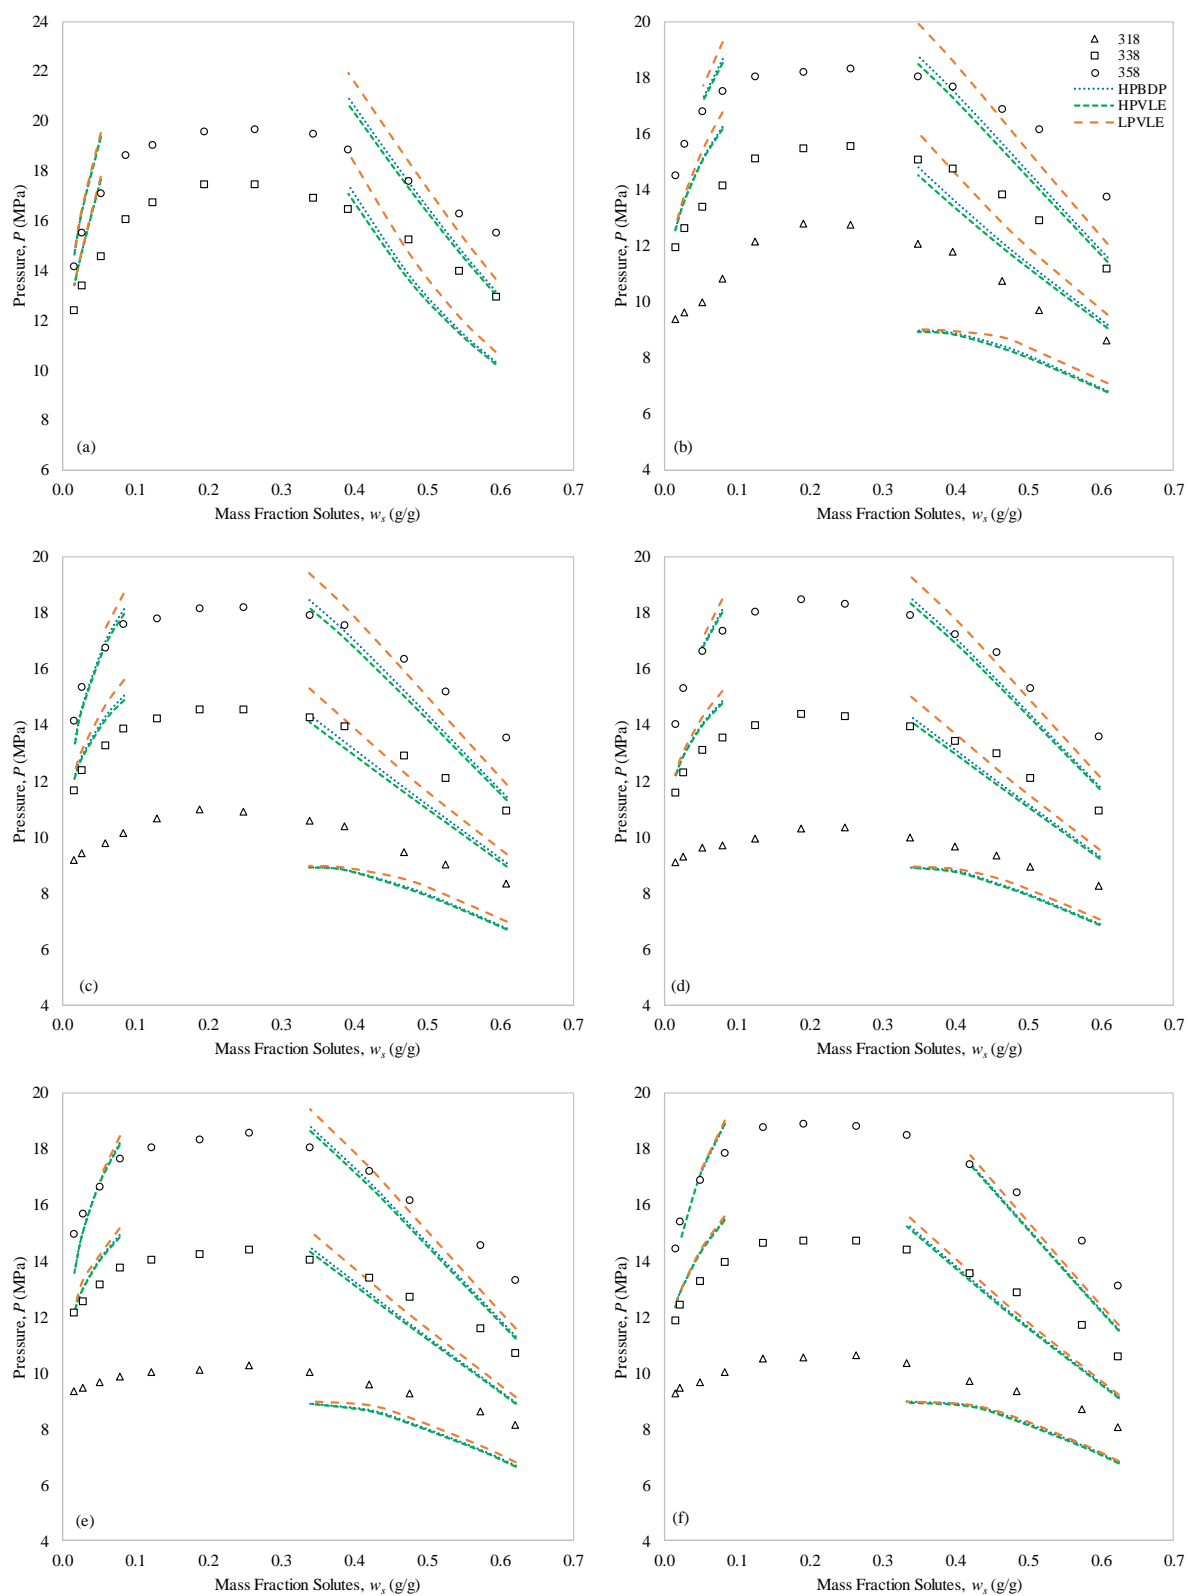 24
22
20
18
16
14
12
10
8
6
Pressure, P (MPa)
(a)
0.0 0.1 0.2 0.3 0.4 0.5 0.6 0.7
Mass Fraction Solutes, wₛ (g/g)
20
18
16
14
12
10
8
6
4
Pressure, P (MPa)
318
338
358
HPBDP
HPVLE
LPVLE
(b)
0.0 0.1 0.2 0.3 0.4 0.5 0.6 0.7
Mass Fraction Solutes, wₛ (g/g)
20
18
16
14
12
10
8
6
4
Pressure, P (MPa)
(c)
0.0 0.1 0.2 0.3 0.4 0.5 0.6 0.7
Mass Fraction Solutes, wₛ (g/g)
20
18
16
14
12
10
8
6
4
Pressure, P (MPa)
(d)
0.0 0.1 0.2 0.3 0.4 0.5 0.6 0.7
Mass Fraction Solutes, wₛ (g/g)
20
18
16
14
12
10
8
6
4
Pressure, P (MPa)
(e)
0.0 0.1 0.2 0.3 0.4 0.5 0.6 0.7
Mass Fraction Solutes, wₛ (g/g)
20
18
16
14
12
10
8
6
4
Pressure, P (MPa)
(f)
0.0 0.1 0.2 0.3 0.4 0.5 0.6 0.7
Mass Fraction Solutes, wₛ (g/g)